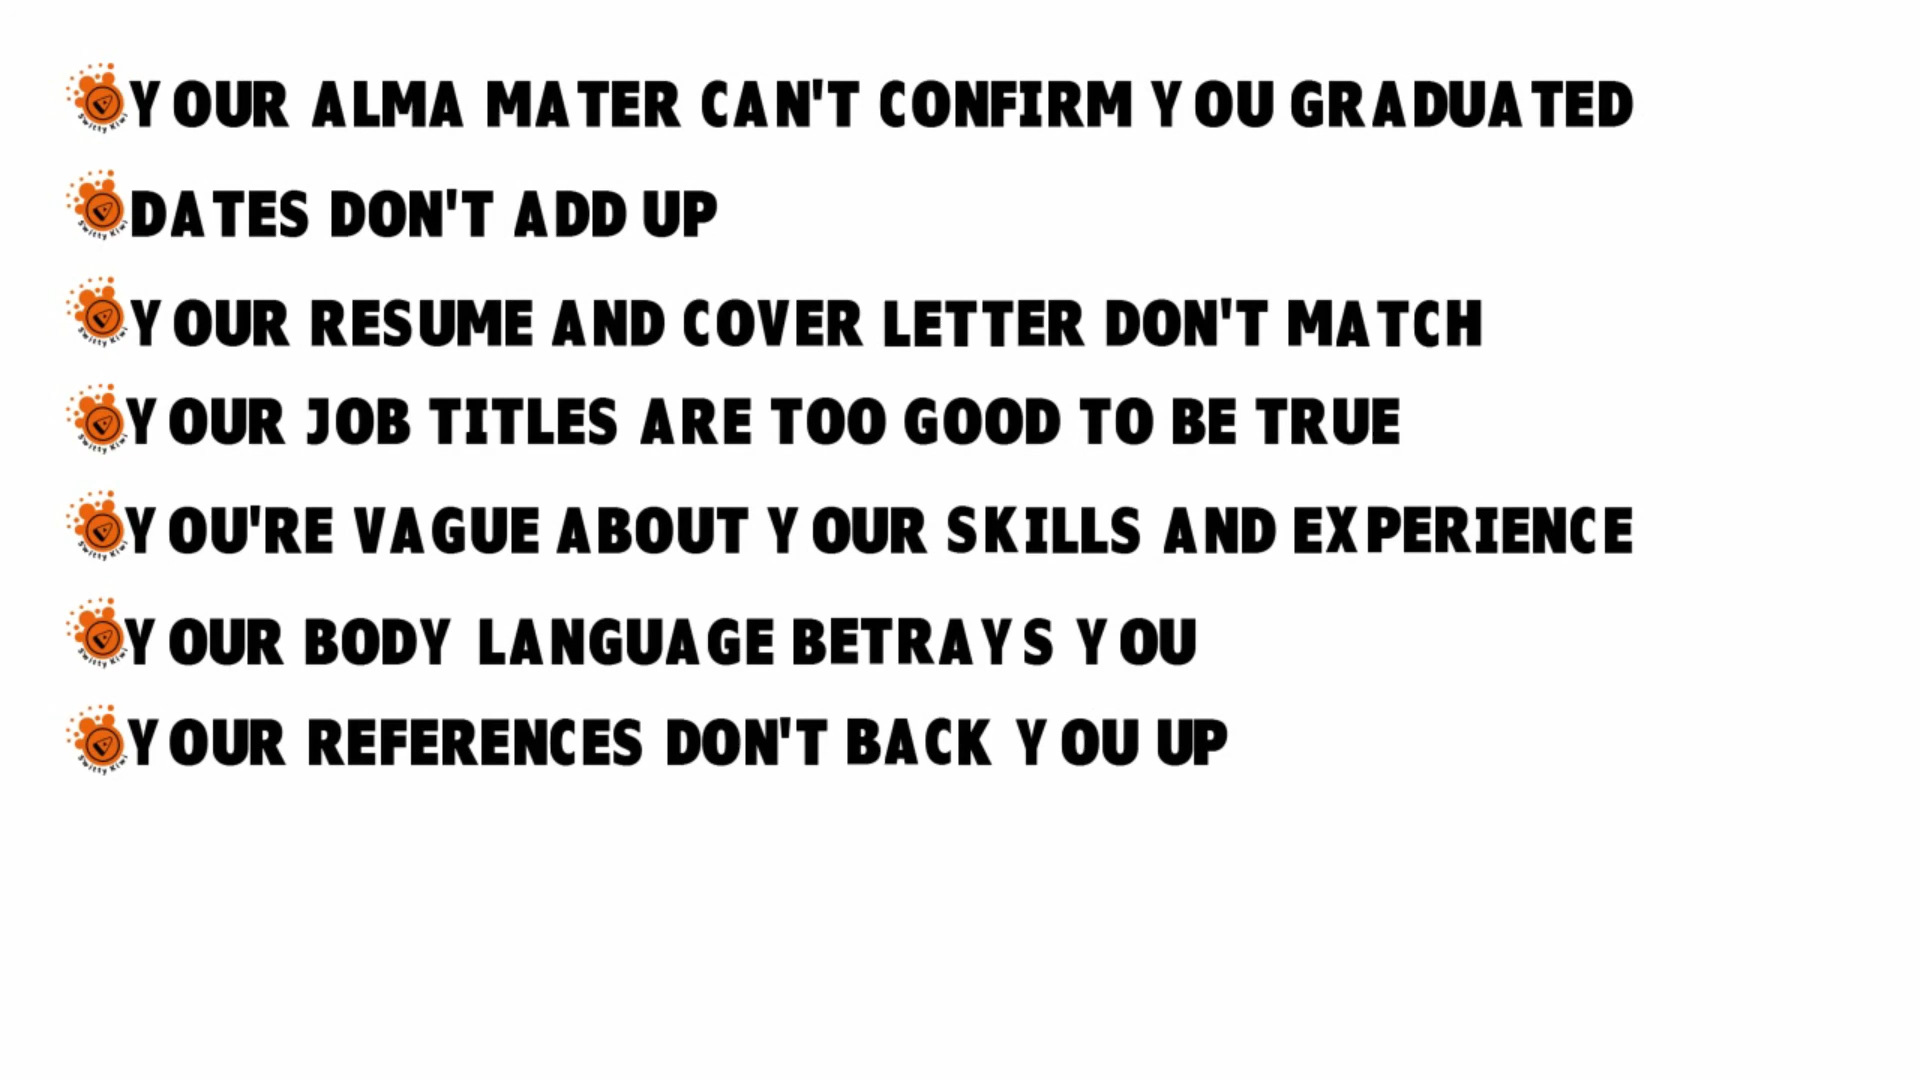 YOUR ALMA MATER CAN'T CONFIRM YOU GRADUATED
DATES DON'T ADD UP
YOUR RESUME AND COVER LETTER DON'T MATCH
YOUR JOB TITLES ARE TOO GOOD TO BE TRUE
YOU'RE VAGUE ABOUT YOUR SKILLS AND EXPERIENCE
YOUR BODY LANGUAGE BETRAYS YOU
YOUR REFERENCES DON'T BACK YOU UP